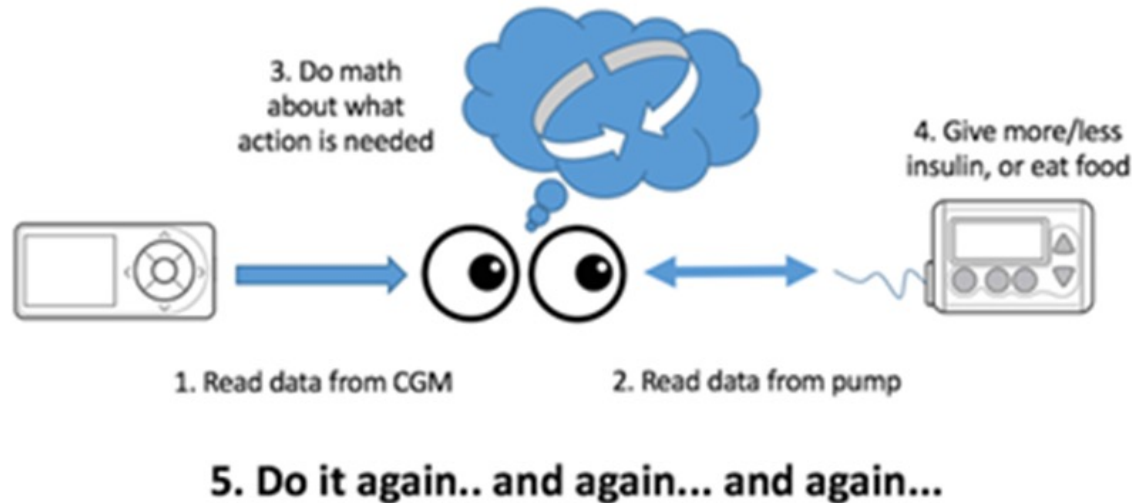 3. Do math
about what
action is needed
4. Give more/less
insulin, or eat food
1. Read data from CGM
2. Read data from pump
5. Do it again.. and again... and again...